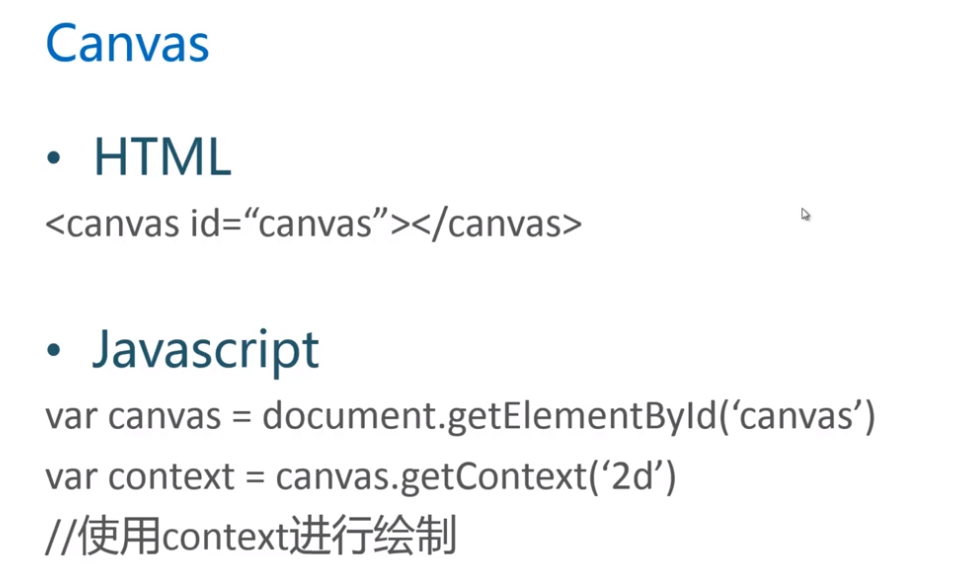 Canvas
• HTML
<canvas id=“canvas”></canvas>
• Javascript
var canvas = document.getElementById(‘canvas’)
var context = canvas.getContext(‘2d’)
//使用context进行绘制